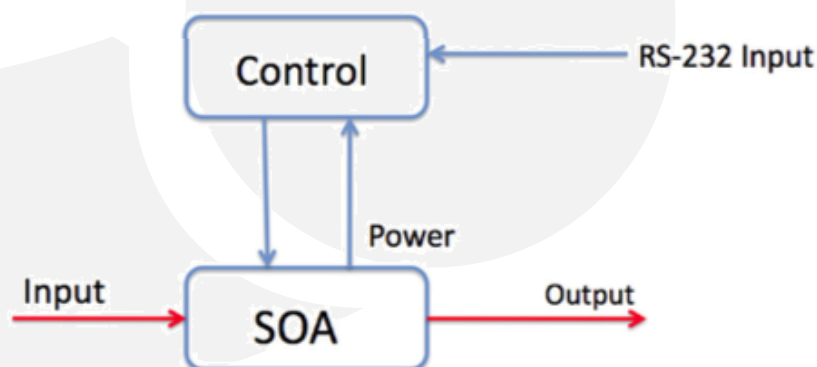 Control
RS-232 Input
Power
Input
Output
SOA